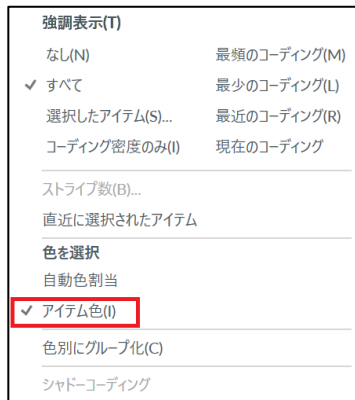 強調表示(T)
なし(N) 最頻のコーディング(M)
✓ すべて 最少のコーディング(L)
選択したアイテム(S)... 最近のコーディング(R)
コーディング密度のみ(I) 現在のコーディング
ストライプ数(B)...
直近に選択されたアイテム
色を選択
自動色割当
✓ アイテム色(I)
色別にグループ化(C)
シャドーコーディング